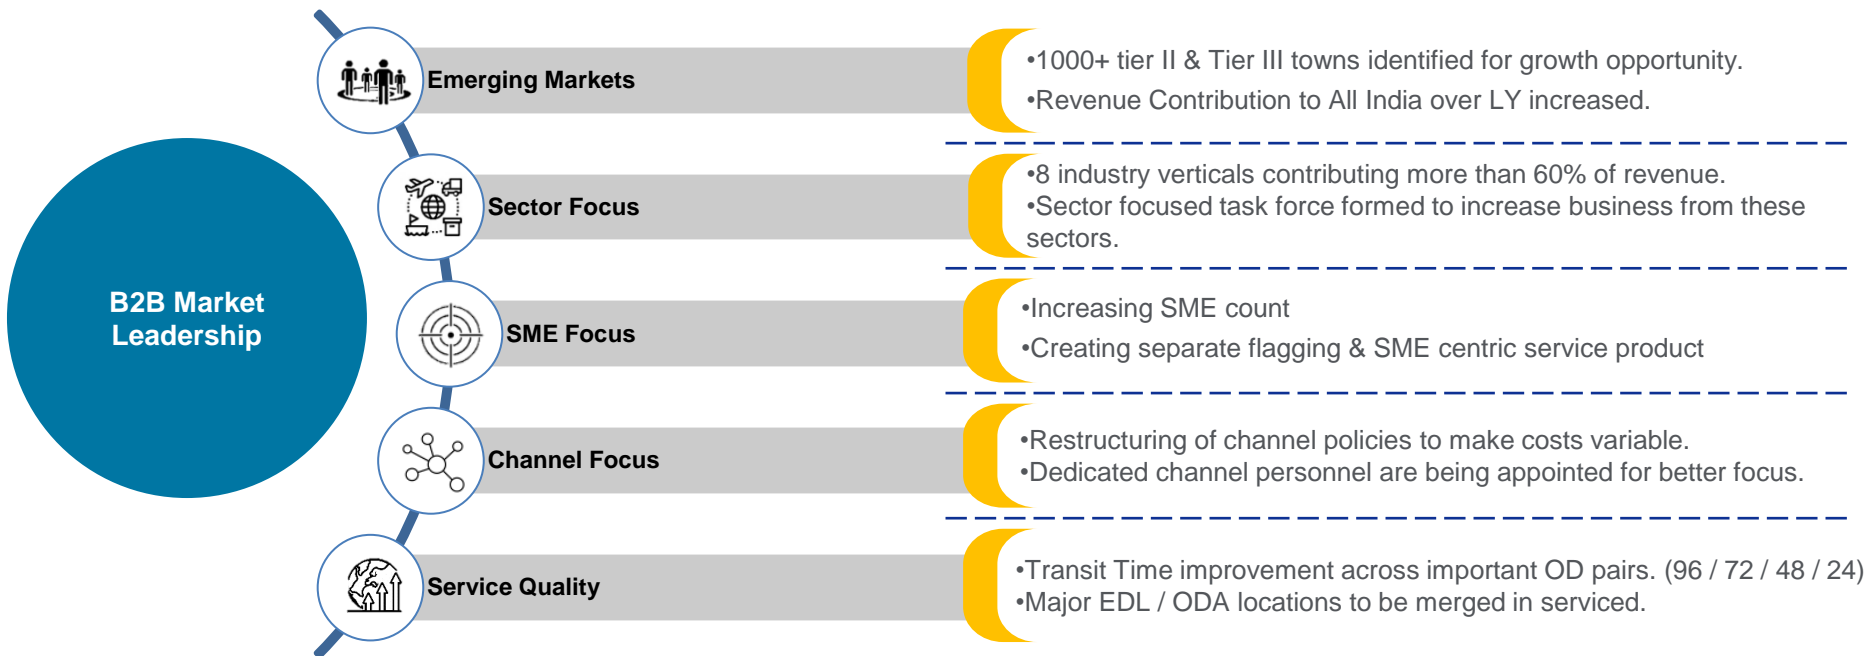 B2B Market
Leadership
Emerging Markets
•1000+ tier II & Tier III towns identified for growth opportunity.
•Revenue Contribution to All India over LY increased.
Sector Focus
•8 industry verticals contributing more than 60% of revenue.
•Sector focused task force formed to increase business from these
sectors.
SME Focus
•Increasing SME count
•Creating separate flagging & SME centric service product
Channel Focus
•Restructuring of channel policies to make costs variable.
•Dedicated channel personnel are being appointed for better focus.
Service Quality
•Transit Time improvement across important OD pairs. (96 / 72 / 48 / 24)
•Major EDL / ODA locations to be merged in serviced.